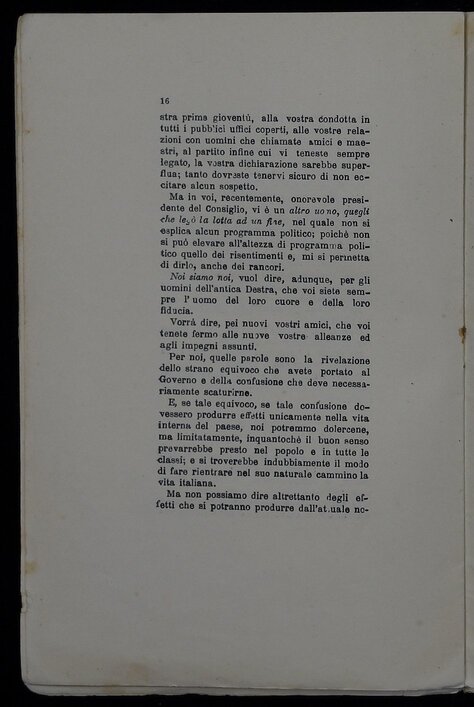 16
stra prima gioventù, alla vostra condotta in
tutti i pubblici uffici coperti, alle vostre rela-
zioni con uomini che chiamate amici e mae-
stri, al partito infine cui vi teneste sempre
legato, la vostra dichiarazione sarebbe super-
flua; tanto dovreste tenervi sicuro di non ec-
citare alcun sospetto.
Ma in voi, recentemente, onorevole presi-
dente del Consiglio, vi è un altro uomo, quegli
che legò la lotta ad un fine, nel quale non si
esplica alcun programma politico; poichè non
si può elevare all'altezza di programma poli-
tico quello dei risentimenti e, mi si permetta
di dirlo, anche dei rancori.
Noi siamo noi, vuol dire, adunque, per gli
uomini dell'antica Destra, che voi siete sem-
pre l'uomo del loro cuore e della loro
fiducia.
Vorrà dire, pei nuovi vostri amici, che voi
tenete fermo alle nuove vostre alleanze ed
agli impegni assunti.
Per noi, quelle parole sono la rivelazione
dello strano equivoco che avete portato al
Governo e della confusione che deve necessa-
riamente scaturirne.
E, se tale equivoco, se tale confusione do-
vessero produrre effetti unicamente nella vita
interna del paese, noi potremmo dolercene,
ma limitatamente, inquantochè il buon senso
prevarrebbe presto nel popolo e in tutte le
classi; e si troverebbe indubbiamente il modo
di fare rientrare nel suo naturale cammino la
vita italiana.
Ma non possiamo dire altrettanto degli ef-
fetti che si potranno produrre dall'attuale no-